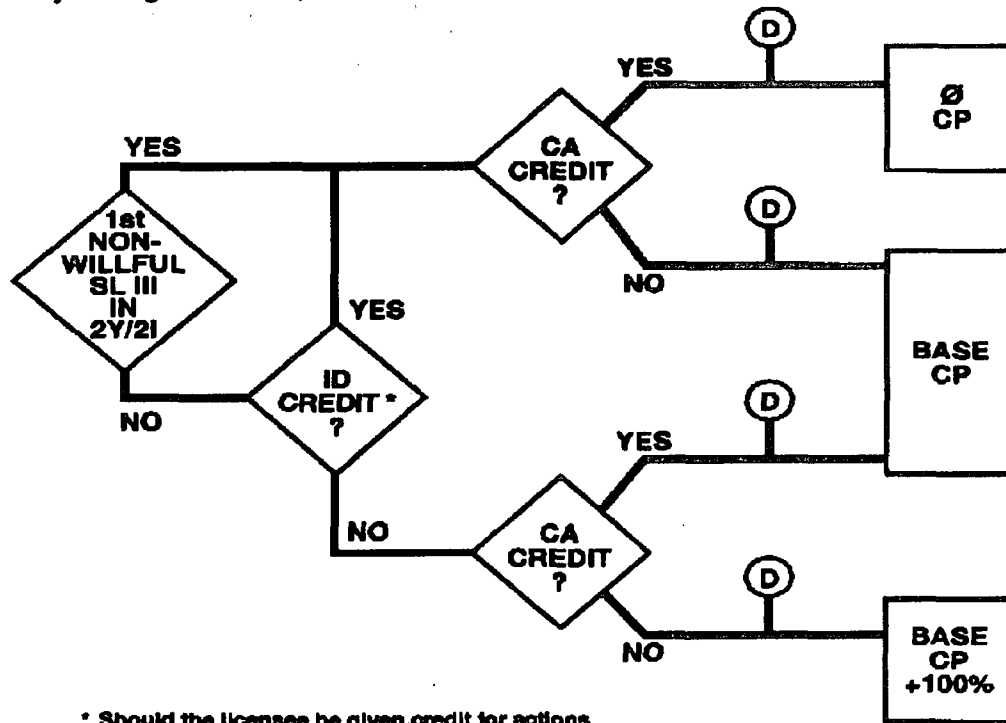 D
YES
Ø
CP
YES
CA
CREDIT
?
1st
NON-
WILLFUL
SL III
IN
2Y/2I
D
NO
YES
BASE
CP
ID
CREDIT *
?
D
NO
YES
NO
CA
CREDIT
?
D
NO
BASE
CP
+100%
* Should the licensee be given credit for actions